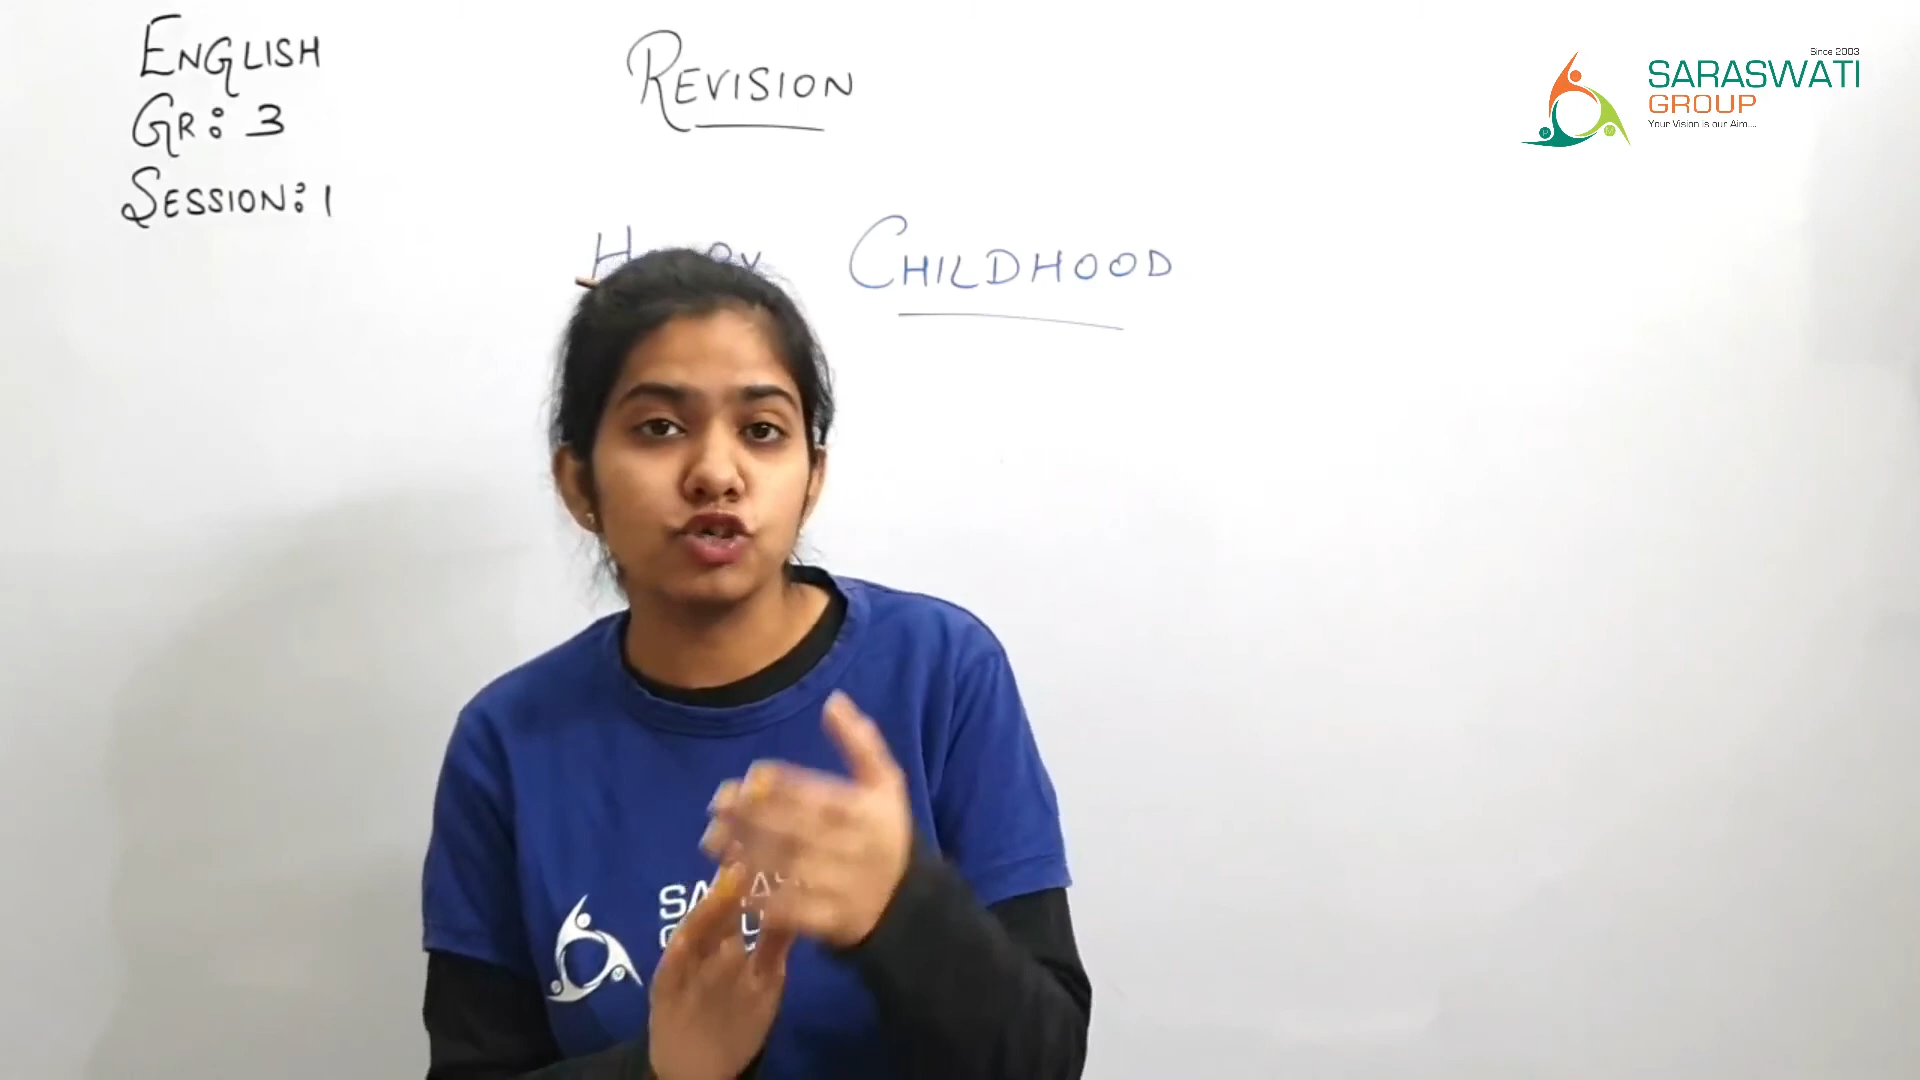 ENGLISH
GR: 3
SESSION: 1
REVISION
CHILDHOOD
Since 2003
SARASWATI
GROUP
Your Vision is our Aim....